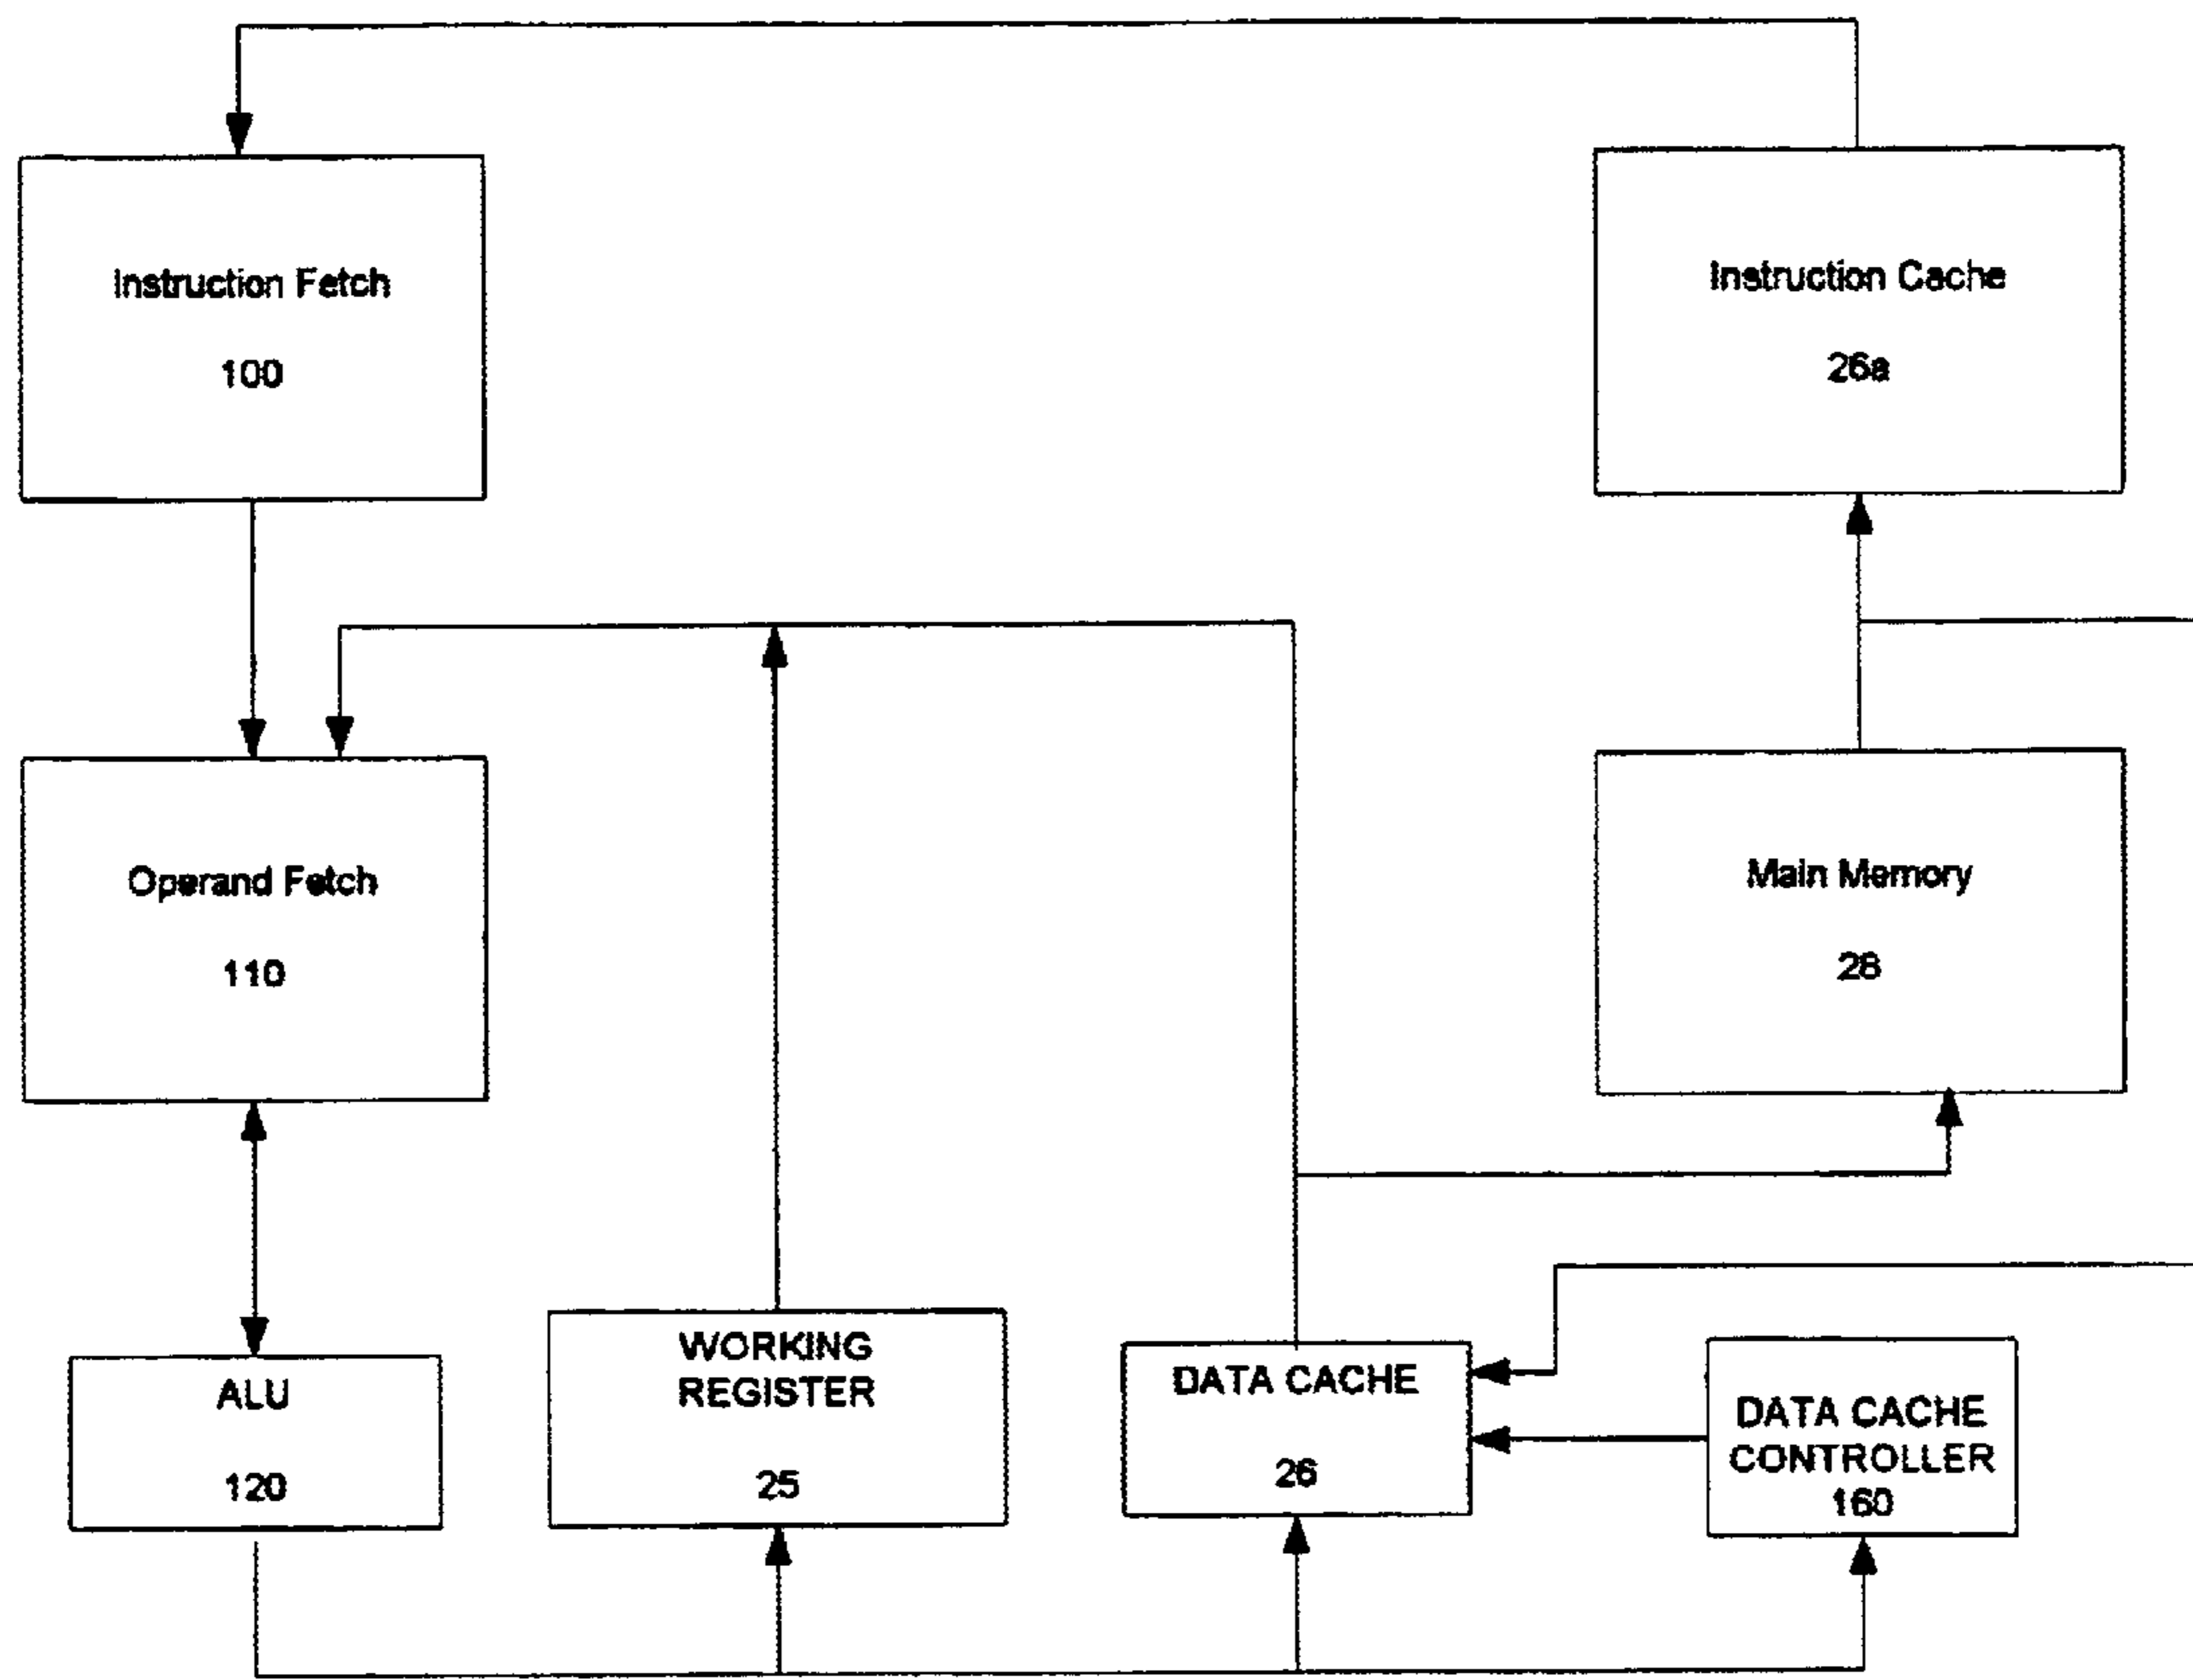 Instruction Fetch
100
Instruction Cache
26a
Operand Fetch
110
Main Memory
28
ALU
120
WORKING
REGISTER
25
DATA CACHE
26
DATA CACHE
CONTROLLER
160